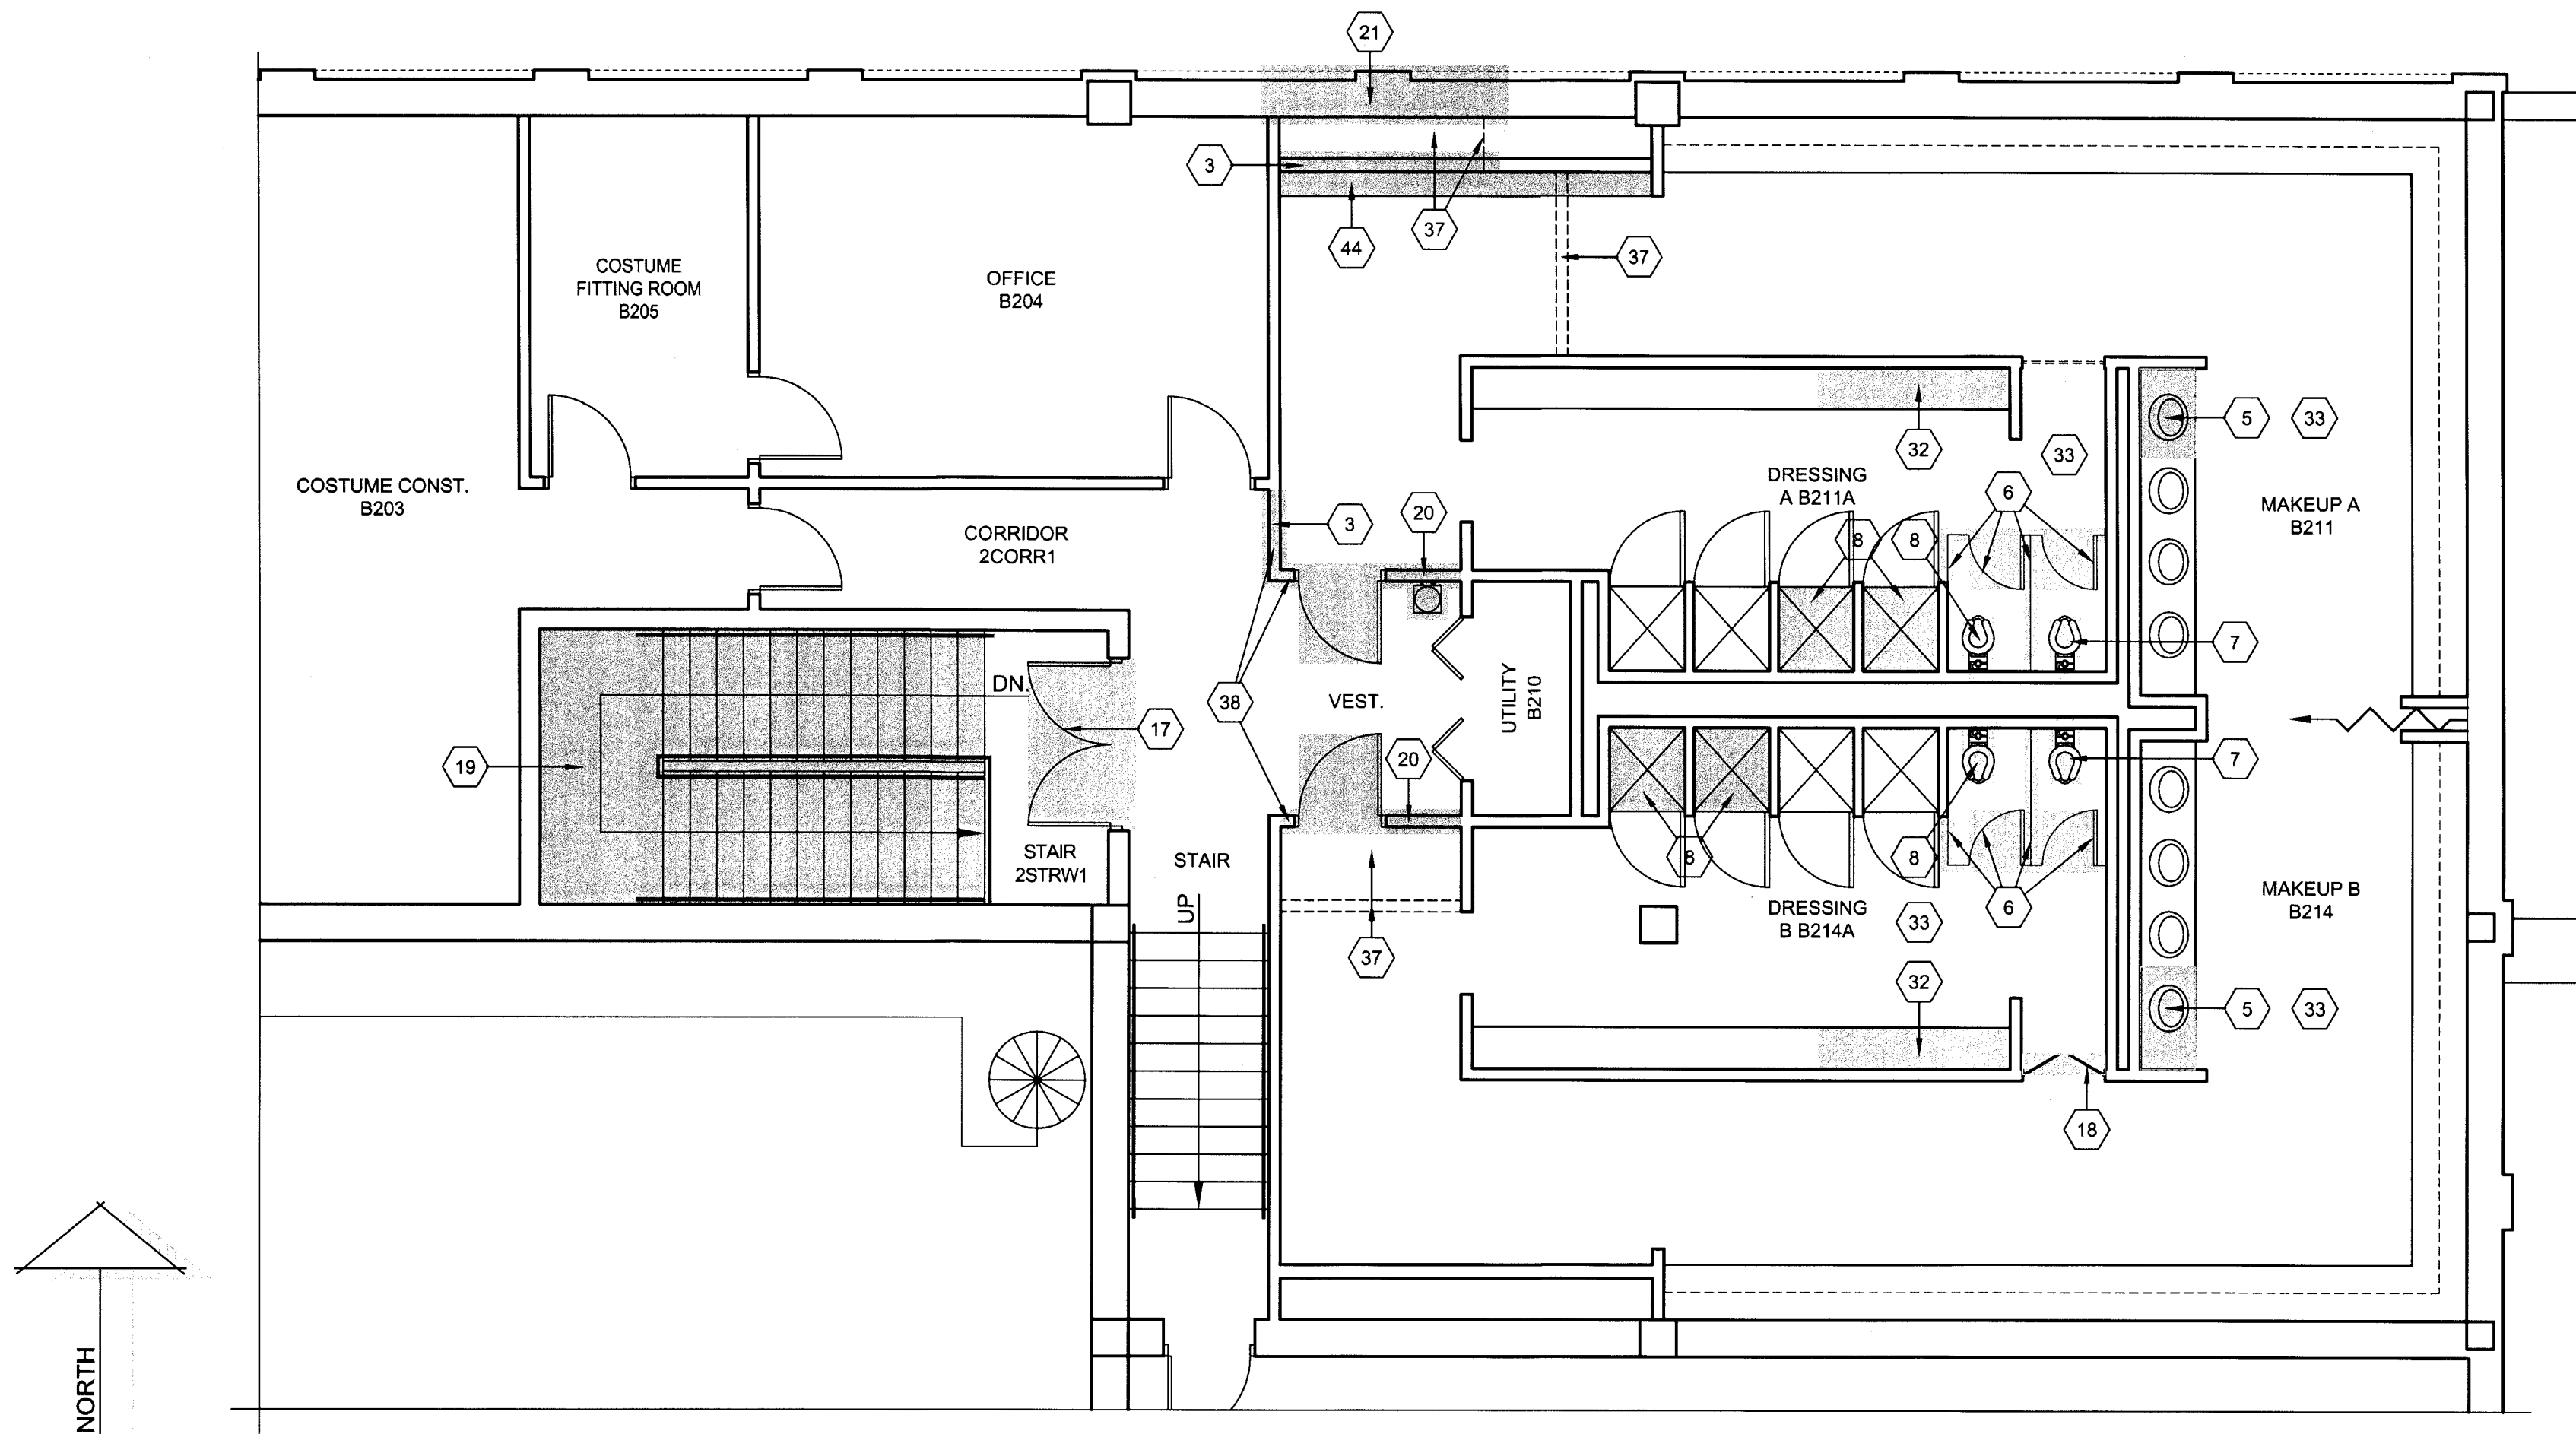 21
3
44
37
37
COSTUME
FITTING ROOM
B205
OFFICE
B204
COSTUME CONST.
B203
CORRIDOR
2CORR1
3
20
32
33
5
33
DRESSING
A B211A
6
8
8
MAKEUP A
B211
7
DN.
38
VEST.
UTILITY
B210
17
19
20
7
STAIR
2STRW1
STAIR
UP
8
8
6
MAKEUP B
B214
DRESSING
B B214A
33
37
32
5
33
18
NORTH